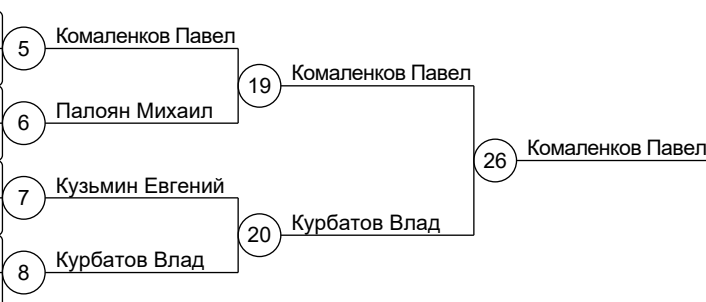 5 Комаленков Павел
19 Комаленков Павел
6 Палоян Михаил
26 Комаленков Павел
7 Кузьмин Евгений
20 Курбатов Влад
8 Курбатов Влад